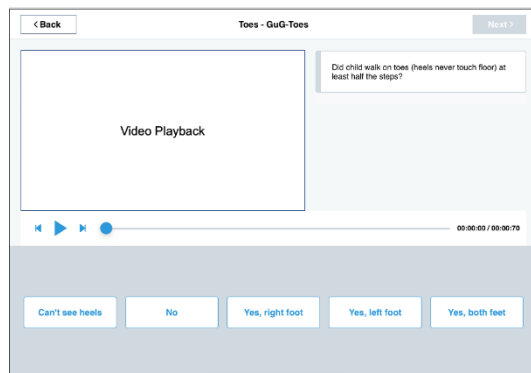 < Back
Toes - GuG-Toes
Next >
Did child walk on toes (heels never touch floor) at
least half the steps?
Video Playback
00:00:00 / 00:00:70
Can't see heels
No
Yes, right foot
Yes, left foot
Yes, both feet